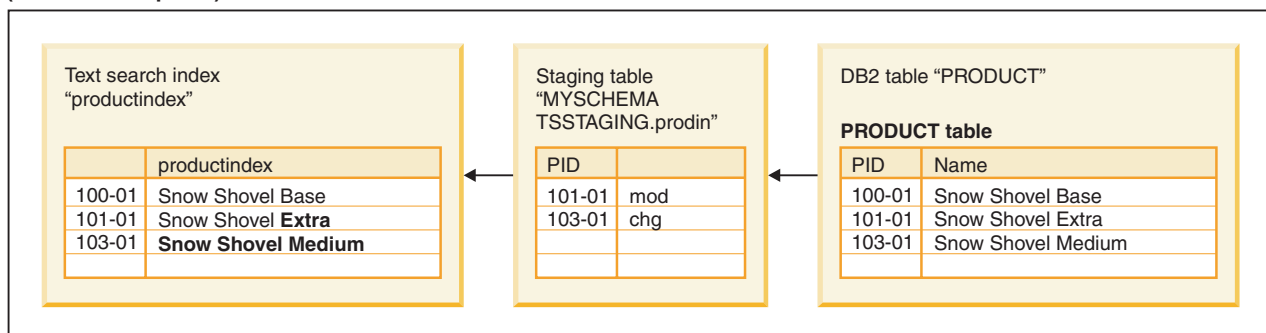 Text search index
“productindex”
productindex
100-01 Snow Shovel Base
101-01 Snow Shovel Extra
103-01 Snow Shovel Medium
Staging table
“MYSCHEMA
TSSTAGING.prodin”
PID
101-01 mod
103-01 chg
DB2 table “PRODUCT”
PRODUCT table
PID Name
100-01 Snow Shovel Base
101-01 Snow Shovel Extra
103-01 Snow Shovel Medium